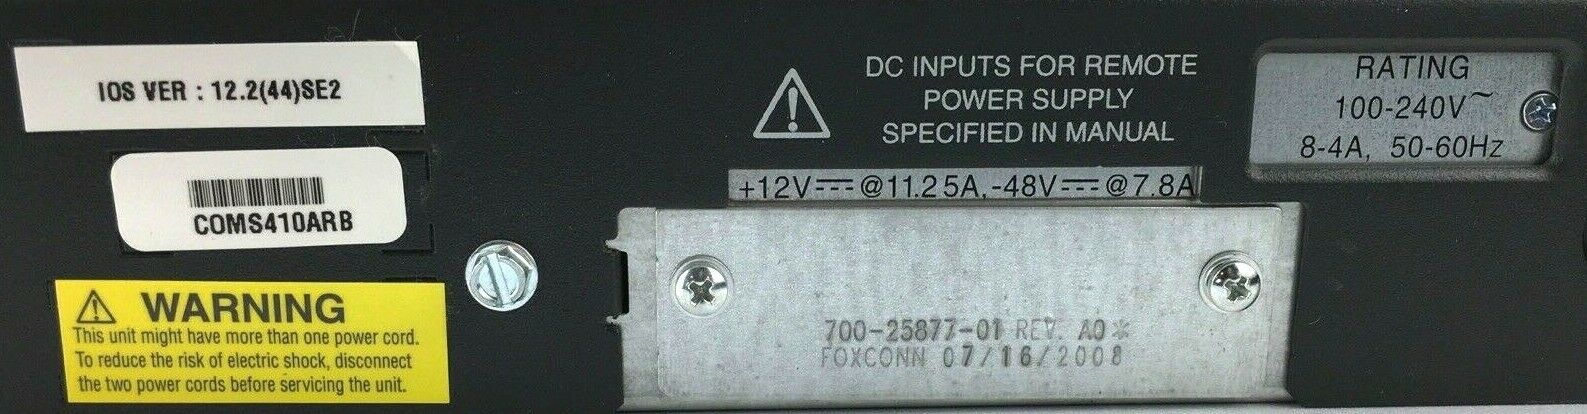 IOS VER : 12.2(44)SE2
COMS410ARB
WARNING
This unit might have more than one power cord.
To reduce the risk of electric shock, disconnect
the two power cords before servicing the unit.
DC INPUTS FOR REMOTE
POWER SUPPLY
SPECIFIED IN MANUAL
+12V⎓@11.25A,-48V⎓@7.8A
700-25877-01 REV. A0*
FOXCONN 07/16/2008
RATING
100-240V~
8-4A, 50-60Hz